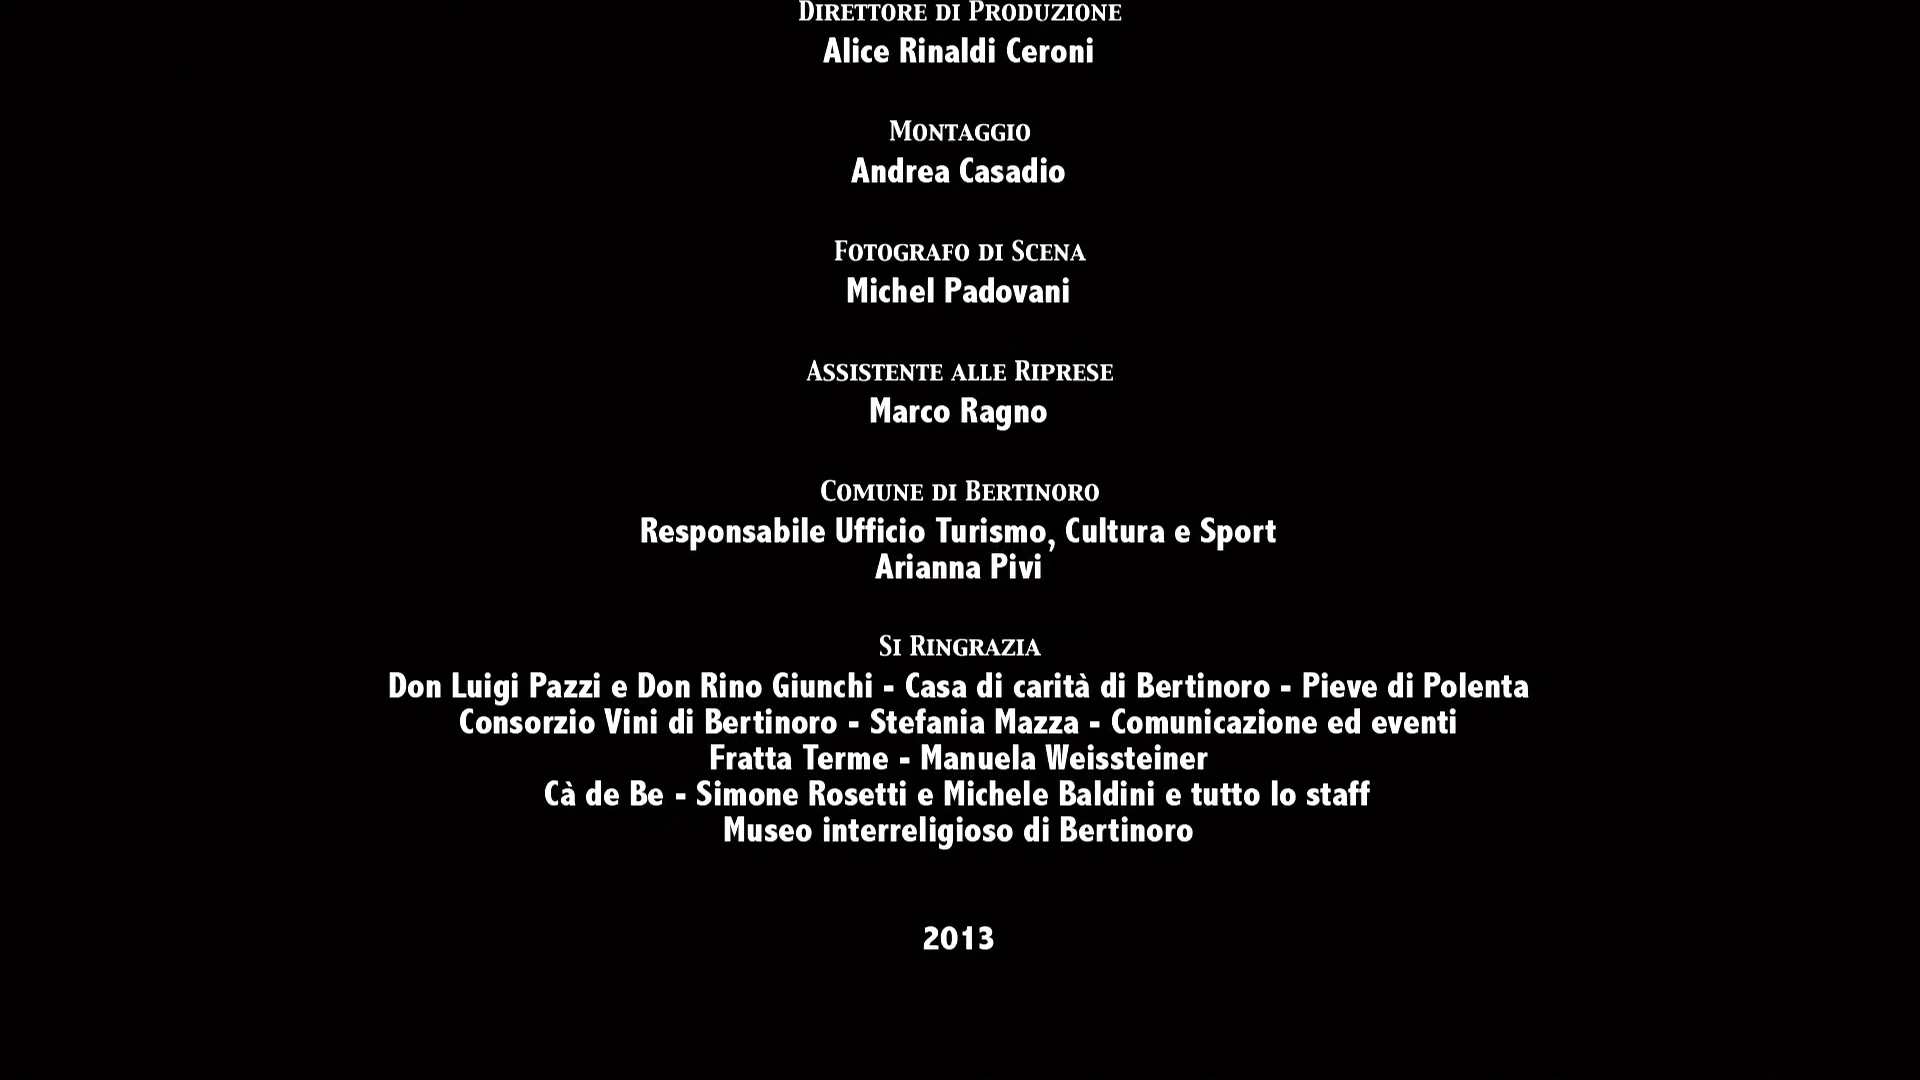 Direttore di Produzione
Alice Rinaldi Ceroni
Montaggio
Andrea Casadio
Fotografo di Scena
Michel Padovani
Assistente alle Riprese
Marco Ragno
Comune di Bertinoro
Responsabile Ufficio Turismo, Cultura e Sport
Arianna Pivi
Si Ringrazia
Don Luigi Pazzi e Don Rino Giunchi - Casa di carità di Bertinoro - Pieve di Polenta
Consorzio Vini di Bertinoro - Stefania Mazza - Comunicazione ed eventi
Fratta Terme - Manuela Weissteiner
Cà de Be - Simone Rosetti e Michele Baldini e tutto lo staff
Museo interreligioso di Bertinoro
2013